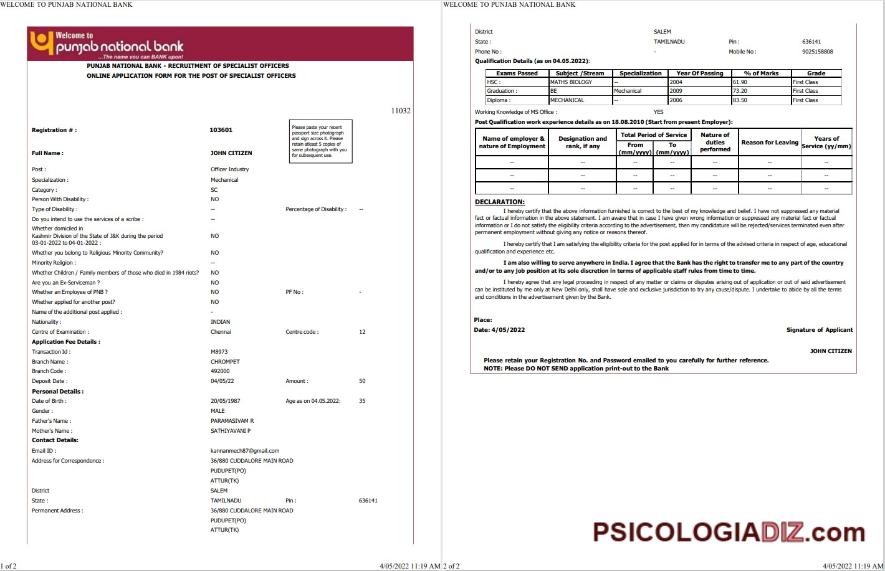 WELCOME TO PUNJAB NATIONAL BANK
Welcome to
punjab national bank
...The name you can BANK upon!
PUNJAB NATIONAL BANK - RECRUITMENT OF SPECIALIST OFFICERS
ONLINE APPLICATION FORM FOR THE POST OF SPECIALIST OFFICERS
11032
Registration # : 103601
Please paste your recent
passport size photograph
and sign across it. Please
retain atleast 5 copies of
same photograph with you
for subsequent use.
Full Name : JOHN CITIZEN
Post : Officer Industry
Specialization : Mechanical
Category : SC
Person With Disability : NO
Type of Disability : -- Percentage of Disability : --
Do you intend to use the services of a scribe : --
Whether domiciled in
Kashmir Division of the State of J&K during the period NO
03-01-2022 to 04-01-2022 :
Whether you belong to Religious Minority Community? NO
Minority Religion : --
Whether Children / Family members of those who died in 1984 riots? NO
Are you an Ex-Serviceman ? NO
Whether an Employee of PNB ? NO PF No : -
Whether applied for another post? NO
Name of the additional post applied : -
Nationality : INDIAN
Centre of Examination : Chennai Centre code : 12
Application Fee Details :
Transaction Id : M8973
Branch Name : CHROMPET
Branch Code : 492000
Deposit Date : 04/05/22 Amount : 50
Personal Details :
Date of Birth : 20/05/1987 Age as on 04.05.2022: 35
Gender : MALE
Father's Name : PARAMASIVAM R
Mother's Name : SATHIYAVANI P
Contact Details:
Email ID : kannanmech87@gmail.com
Address for Correspondence : 36/880 CUDDALORE MAIN ROAD
PUDUPET(PO)
ATTUR(TK)
District SALEM
State : TAMILNADU Pin : 636141
Permanent Address : 36/880 CUDDALORE MAIN ROAD
PUDUPET(PO)
ATTUR(TK)
1 of 2 4/05/2022 11:19 AM
WELCOME TO PUNJAB NATIONAL BANK
District SALEM
State : TAMILNADU Pin : 636141
Phone No : - Mobile No : 9025158808
Qualification Details (as on 04.05.2022):
Exams Passed Subject /Stream Specialization Year Of Passing % of Marks Grade
HSC : MATHS BIOLOGY -- 2004 61.90 First Class
Graduation : BE Mechanical 2009 73.20 First Class
Diploma : MECHANICAL -- 2006 83.50 First Class
Working Knowledge of MS Office : YES
Post Qualification work experience details as on 18.08.2010 (Start from present Employer):
Name of employer & nature of Employment Designation and rank, if any Total Period of Service From (mm/yyyy) To (mm/yyyy) Nature of duties performed Reason for Leaving Years of Service (yy/mm)
-- -- -- -- -- -- --
-- -- -- -- -- -- --
-- -- -- -- -- -- --
DECLARATION:
I hereby certify that the above information furnished is correct to the best of my knowledge and belief. I have not suppressed any material
fact or factual information in the above statement. I am aware that in case I have given wrong information or suppressed any material fact or factual
information or I do not satisfy the eligibility criteria according to the advertisement, then my candidature will be rejected/services terminated even after
permanent employment without giving any notice or reasons thereof.
I hereby certify that I am satisfying the eligibility criteria for the post applied for in terms of the advised criteria in respect of age, educational
qualification and experience etc.
I am also willing to serve anywhere in India. I agree that the Bank has the right to transfer me to any part of the country
and/or to any job position at its sole discretion in terms of applicable staff rules from time to time.
I hereby agree that any legal proceeding in respect of any matter or claims or disputes arising out of application or out of said advertisement
can be instituted by me only at New Delhi only, shall have sole and exclusive jurisdiction to try any cause/dispute. I undertake to abide by all the terms
and conditions in the advertisement given by the Bank.
Place:
Date: 4/05/2022 Signature of Applicant
JOHN CITIZEN
Please retain your Registration No. and Password emailed to you carefully for further reference.
NOTE: Please DO NOT SEND application print-out to the Bank
PSICOLOGIADIZ.com
2 of 2 4/05/2022 11:19 AM